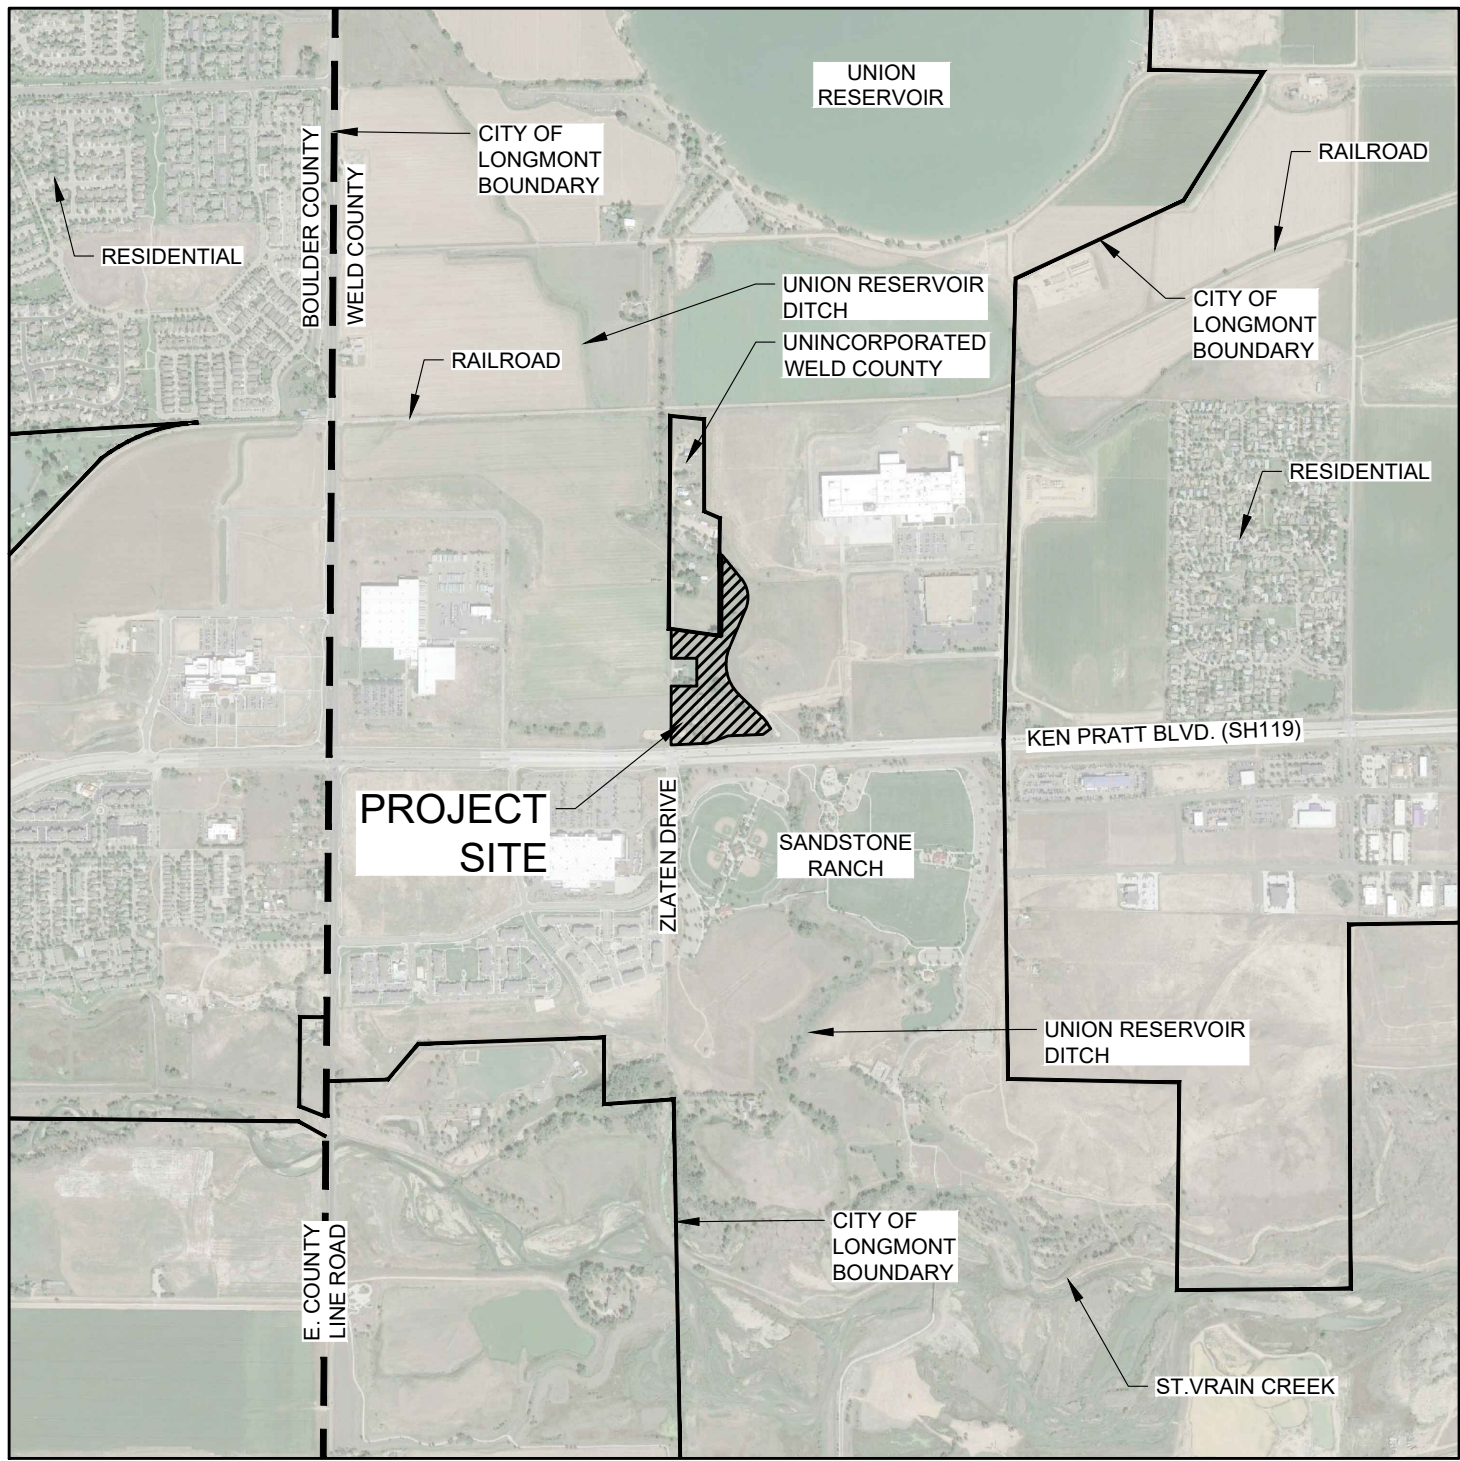 UNION
RESERVOIR
CITY OF
LONGMONT
BOUNDARY
BOULDER COUNTY
WELD COUNTY
RAILROAD
RESIDENTIAL
UNION RESERVOIR
DITCH
CITY OF
LONGMONT
BOUNDARY
UNINCORPORATED
WELD COUNTY
RAILROAD
RESIDENTIAL
KEN PRATT BLVD. (SH119)
PROJECT
SITE
ZLATEN DRIVE
SANDSTONE
RANCH
UNION RESERVOIR
DITCH
CITY OF
LONGMONT
BOUNDARY
E. COUNTY
LINE ROAD
ST.VRAIN CREEK